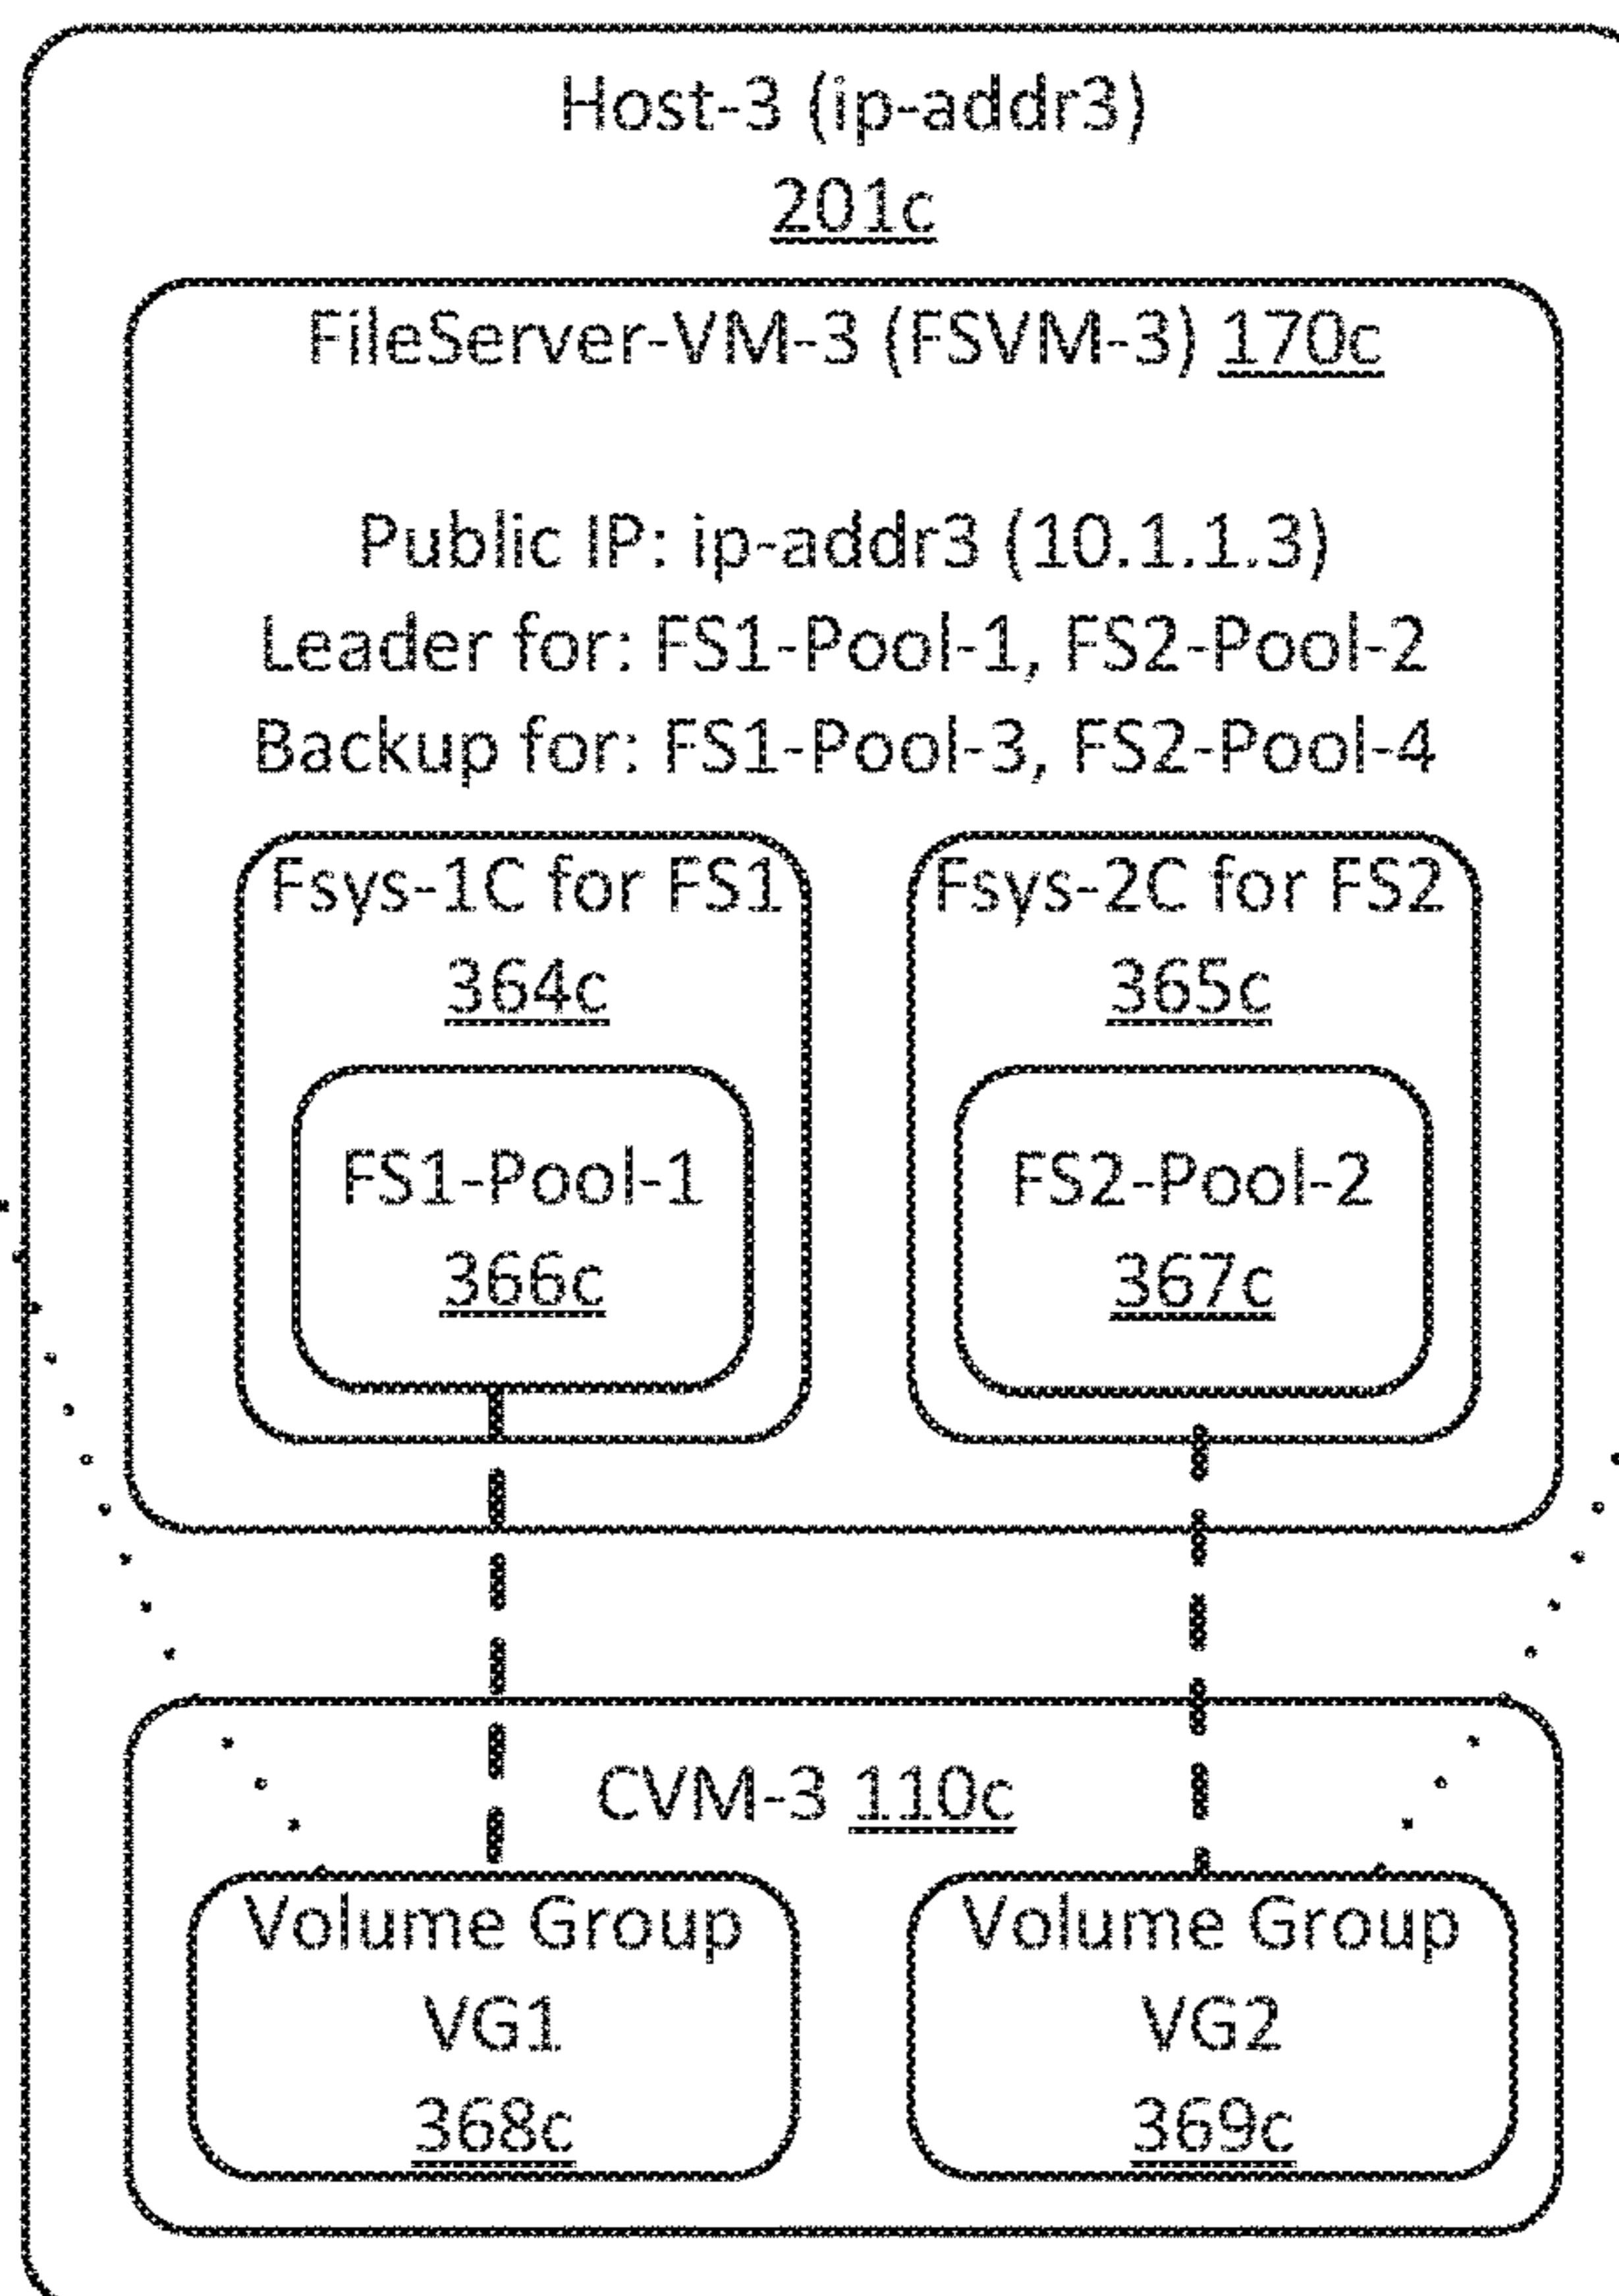 Host-3 (ip-addr3)
201c
FileServer-VM-3 (FSVM-3) 170c
Public IP: ip-addr3 (10.1.1.3)
Leader for: FS1-Pool-1, FS2-Pool-2
Backup for: FS1-Pool-3, FS2-Pool-4
Fsys-1C for FS1
364c
FS1-Pool-1
366c
Fsys-2C for FS2
365c
FS2-Pool-2
367c
CVM-3 110c
Volume Group
VG1
368c
Volume Group
VG2
369c